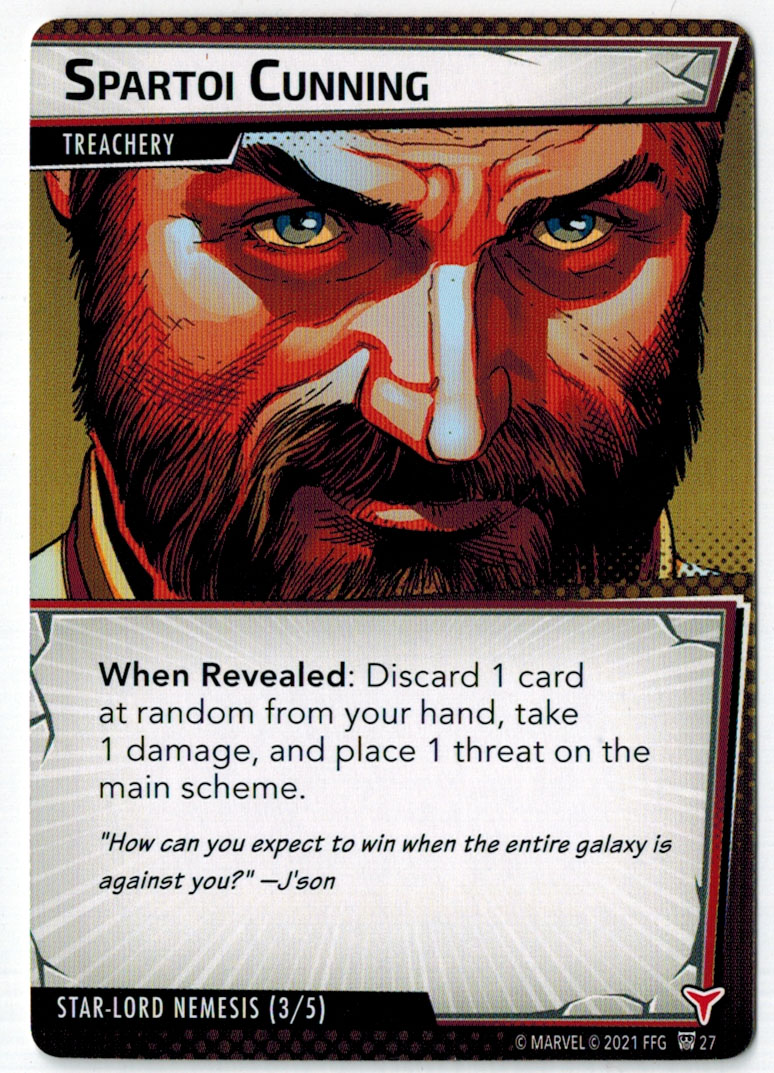 Spartoi Cunning
TREACHERY
When Revealed: Discard 1 card
at random from your hand, take
1 damage, and place 1 threat on the
main scheme.
"How can you expect to win when the entire galaxy is
against you?" —J'son
STAR-LORD NEMESIS (3/5)
© MARVEL © 2021 FFG 27